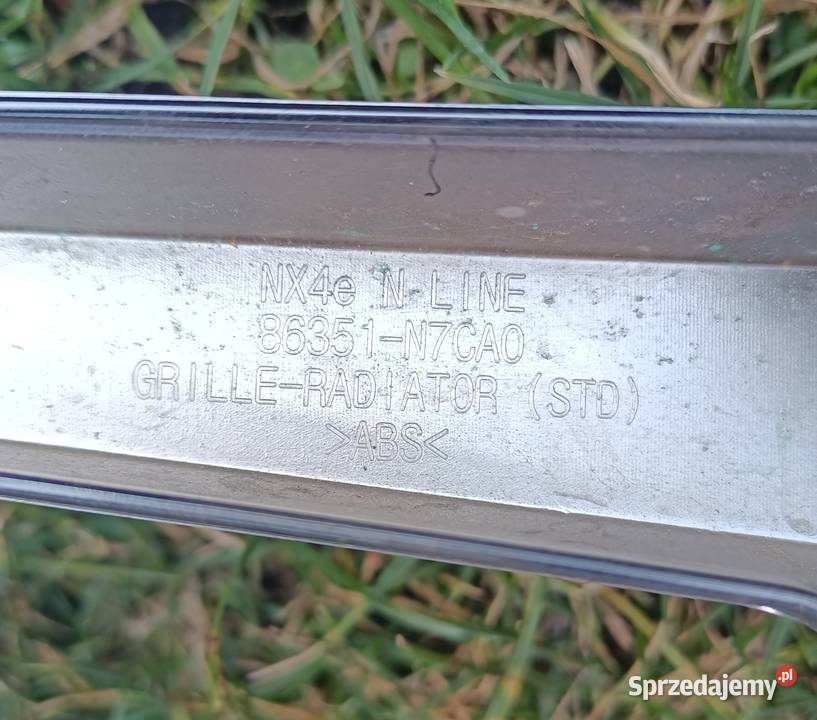 NX4e N LINE
86351-N7CA0
GRILLE-RADIATOR (STD)
>ABS<
Sprzedajemy.pl